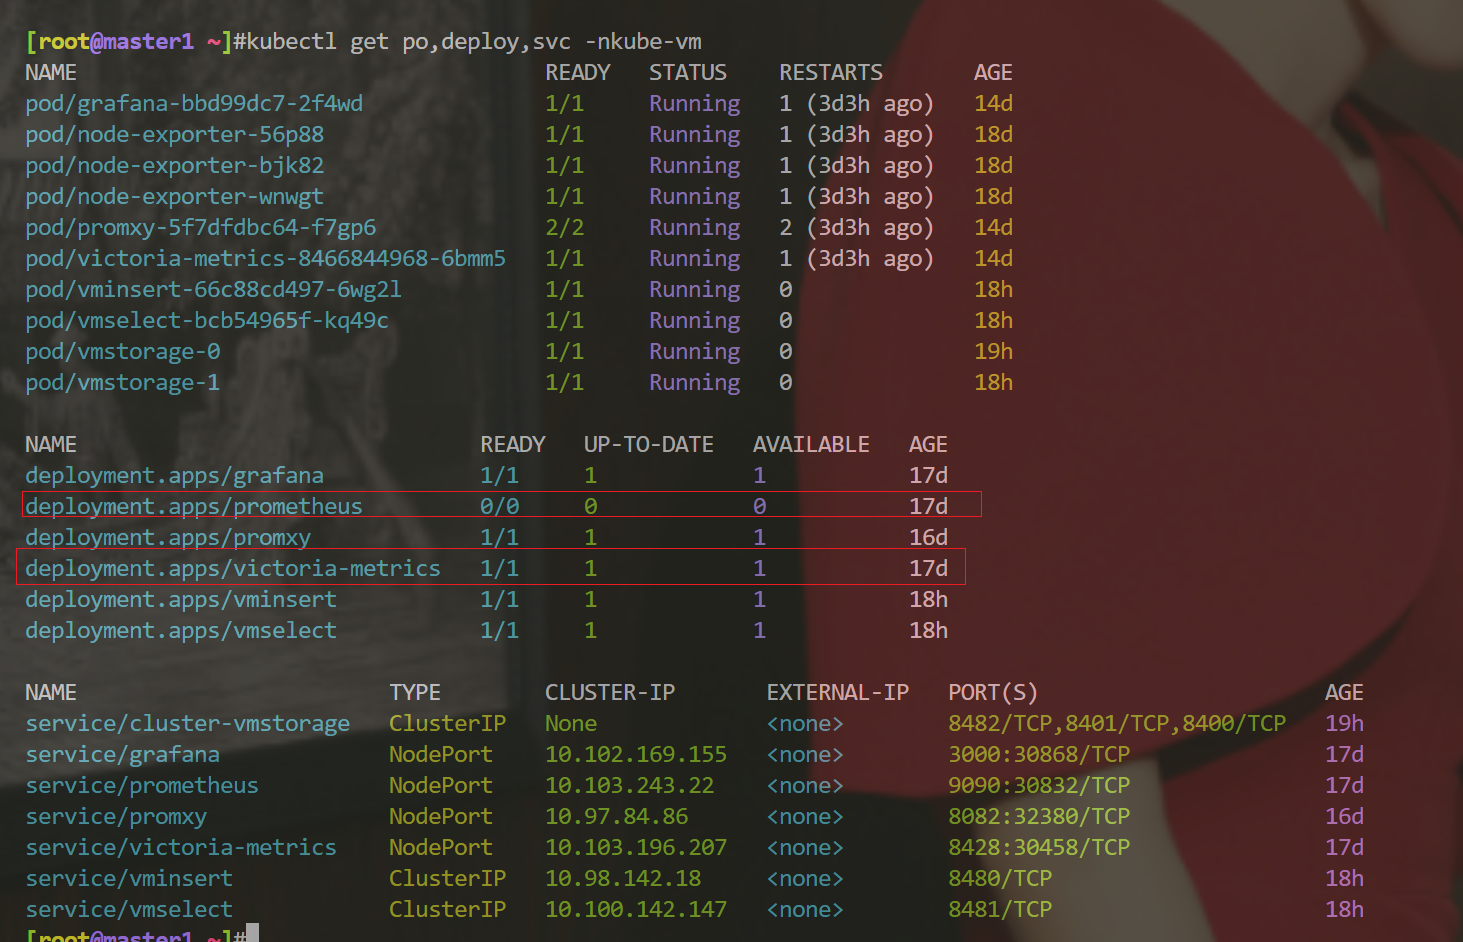 [root@master1 ~]#kubectl get po,deploy,svc -nkube-vm
NAME READY STATUS RESTARTS AGE
pod/grafana-bbd99dc7-2f4wd 1/1 Running 1 (3d3h ago) 14d
pod/node-exporter-56p88 1/1 Running 1 (3d3h ago) 18d
pod/node-exporter-bjk82 1/1 Running 1 (3d3h ago) 18d
pod/node-exporter-wnwgt 1/1 Running 1 (3d3h ago) 18d
pod/promxy-5f7dfdbc64-f7gp6 2/2 Running 2 (3d3h ago) 14d
pod/victoria-metrics-8466844968-6bmm5 1/1 Running 1 (3d3h ago) 14d
pod/vminsert-66c88cd497-6wg2l 1/1 Running 0 18h
pod/vmselect-bcb54965f-kq49c 1/1 Running 0 18h
pod/vmstorage-0 1/1 Running 0 19h
pod/vmstorage-1 1/1 Running 0 18h
NAME READY UP-TO-DATE AVAILABLE AGE
deployment.apps/grafana 1/1 1 1 17d
deployment.apps/prometheus 0/0 0 0 17d
deployment.apps/promxy 1/1 1 1 16d
deployment.apps/victoria-metrics 1/1 1 1 17d
deployment.apps/vminsert 1/1 1 1 18h
deployment.apps/vmselect 1/1 1 1 18h
NAME TYPE CLUSTER-IP EXTERNAL-IP PORT(S) AGE
service/cluster-vmstorage ClusterIP None <none> 8482/TCP,8401/TCP,8400/TCP 19h
service/grafana NodePort 10.102.169.155 <none> 3000:30868/TCP 17d
service/prometheus NodePort 10.103.243.22 <none> 9090:30832/TCP 17d
service/promxy NodePort 10.97.84.86 <none> 8082:32380/TCP 16d
service/victoria-metrics NodePort 10.103.196.207 <none> 8428:30458/TCP 17d
service/vminsert ClusterIP 10.98.142.18 <none> 8480/TCP 18h
service/vmselect ClusterIP 10.100.142.147 <none> 8481/TCP 18h
[root@master1 ~]#